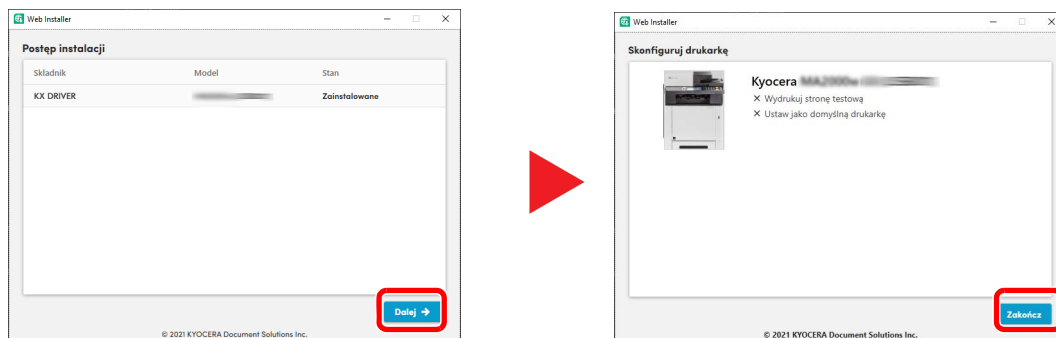 Web Installer
Postęp instalacji
Składnik Model Stan
KX DRIVER Zainstalowane
Dalej →
© 2021 KYOCERA Document Solutions Inc.
Web Installer
Skonfiguruj drukarkę
Kyocera MA2000w
× Wydrukuj stronę testową
× Ustaw jako domyślną drukarkę
Zakończ
© 2021 KYOCERA Document Solutions Inc.